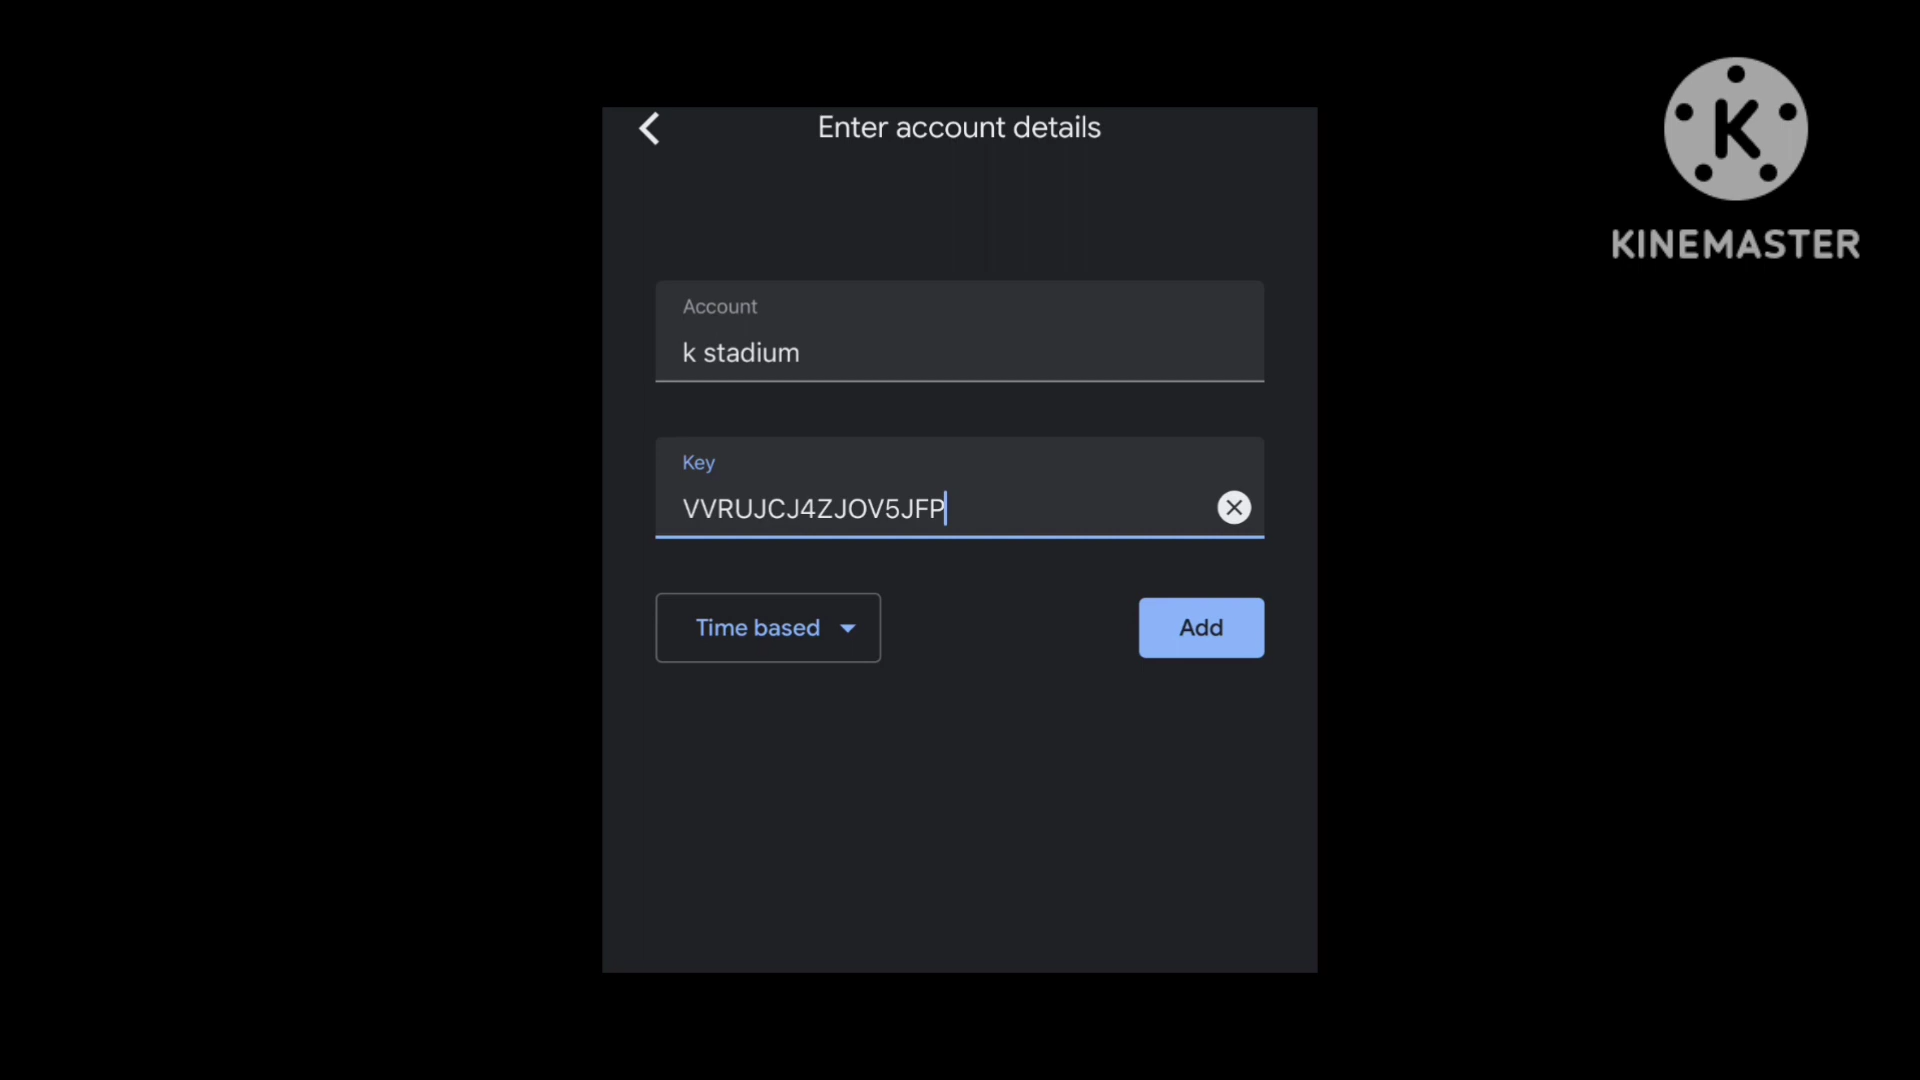 Enter account details
KINEMASTER
Account
k stadium
Key
VVRUJCJ4ZJOV5JFP
Time based
Add